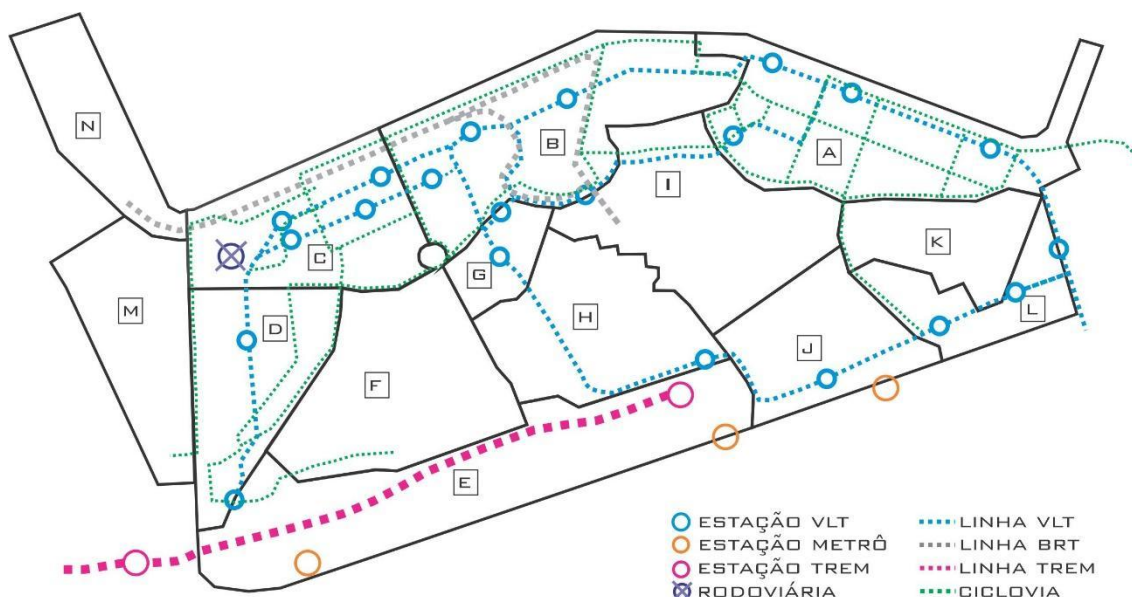 N
B
A
I
C
G
K
M
H
L
D
J
F
E
ESTAÇÃO VLT
ESTAÇÃO METRÔ
ESTAÇÃO TREM
RODOVIÁRIA
LINHA VLT
LINHA BRT
LINHA TREM
CICLOVIA